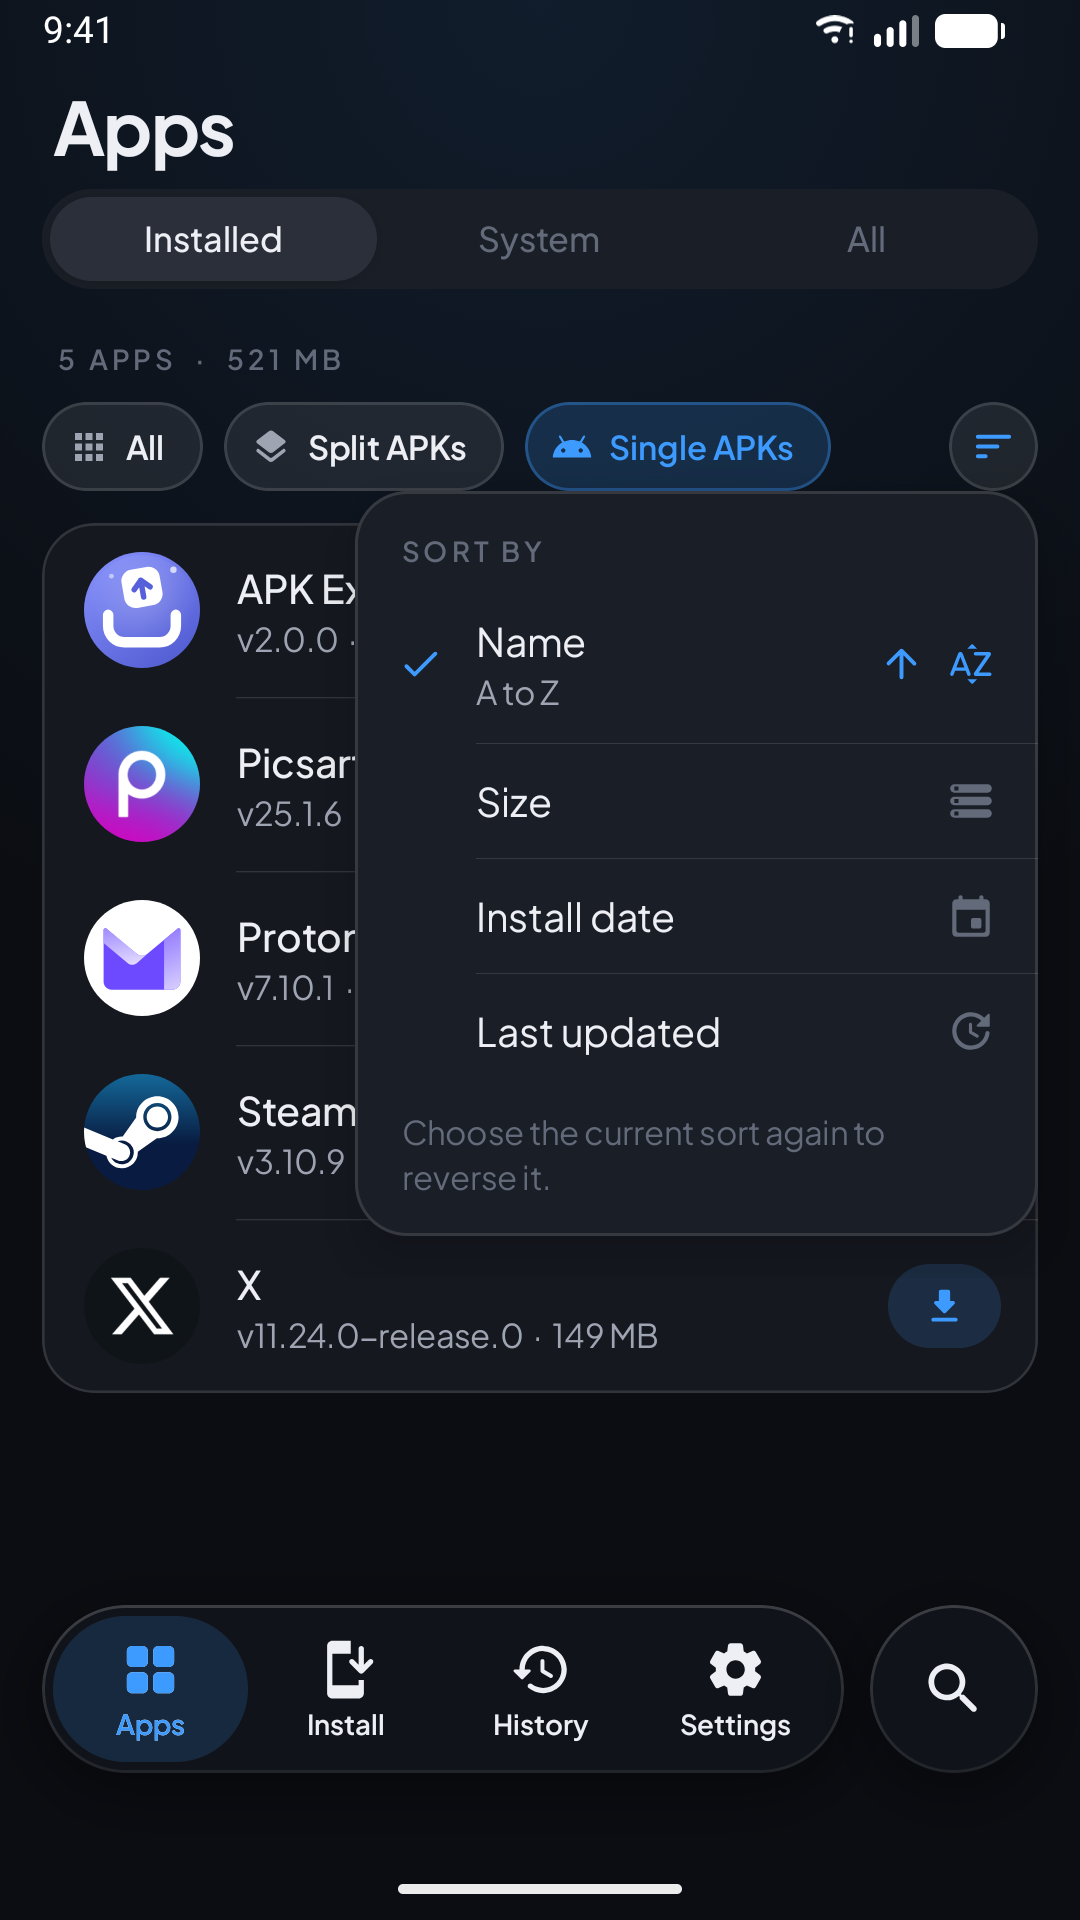 9:41
Apps
Installed
System
All
5 APPS · 521 MB
All
Split APKs
Single APKs
SORT BY
Name
A to Z
AZ
Size
Install date
Last updated
Choose the current sort again to
reverse it.
APK
v2.0.0 ·
v25.1.6
v7.10.1 ·
Steam
v3.10.9
X
v11.24.0-release.0 · 149 MB
Apps
Install
History
Settings